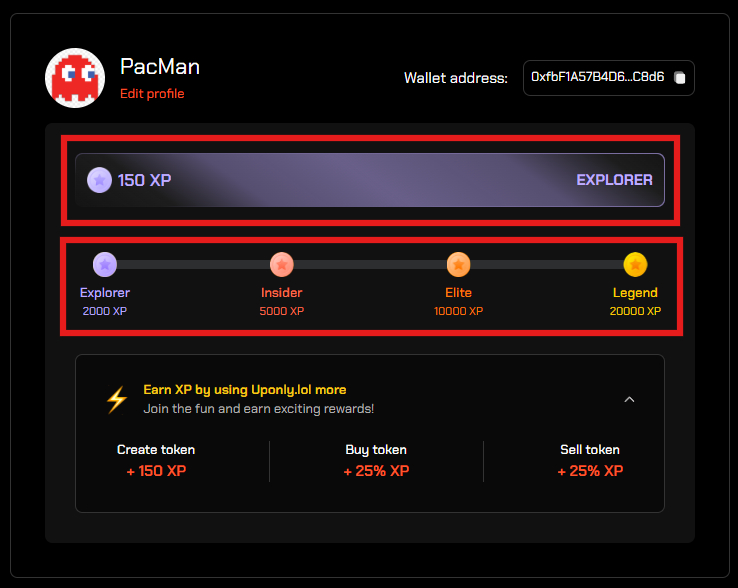 PacMan
Edit profile
Wallet address: 0xfbF1A57B4D6...C8d6
150 XP EXPLORER
Explorer Insider Elite Legend
2000 XP 5000 XP 10000 XP 20000 XP
Earn XP by using Uponly.lol more
Join the fun and earn exciting rewards!
Create token Buy token Sell token
+ 150 XP + 25% XP + 25% XP